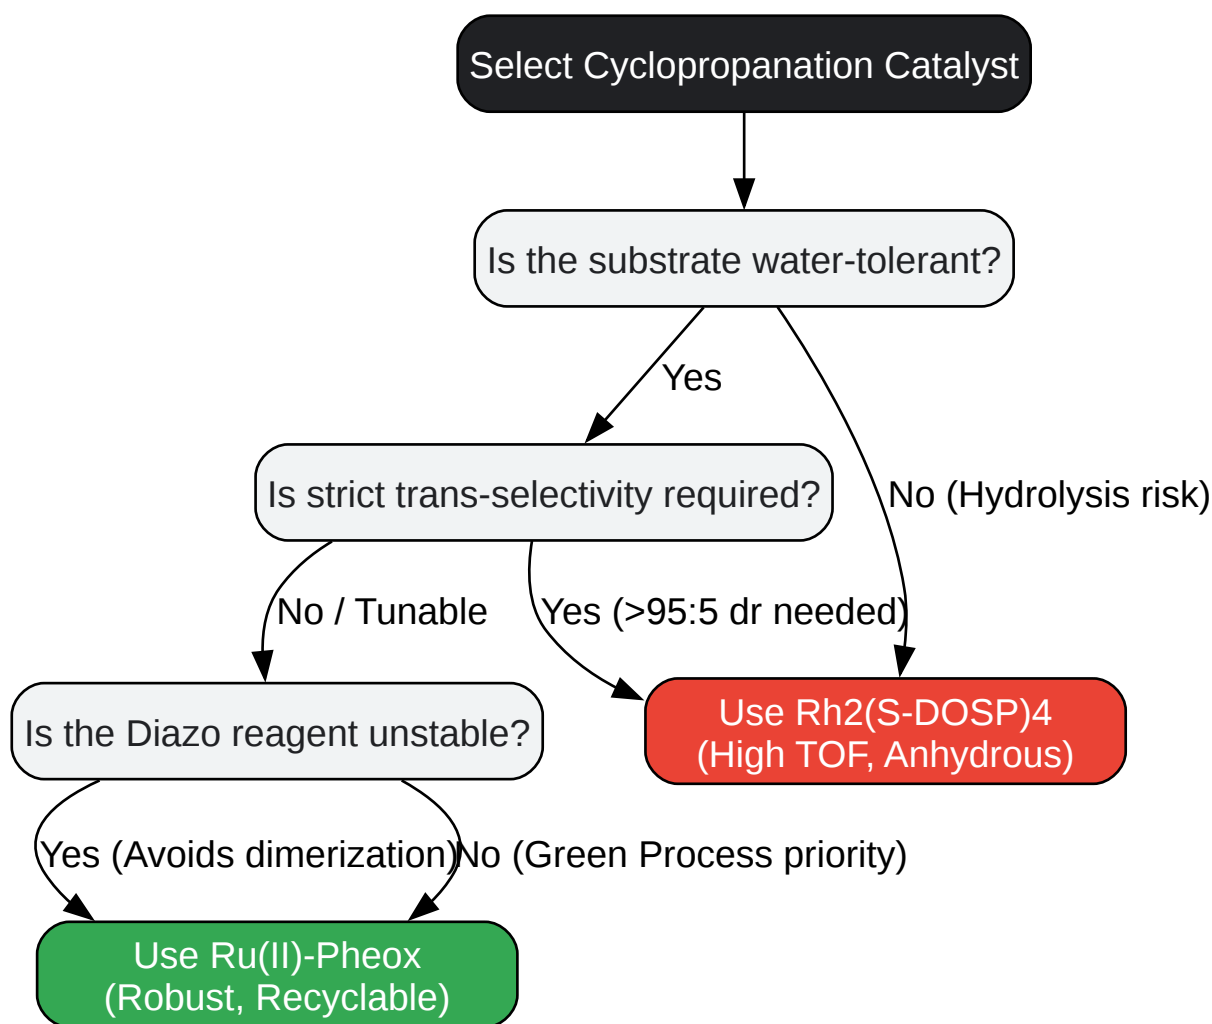 Select Cyclopropanation Catalyst
Is the substrate water-tolerant?
Yes
Is strict trans-selectivity required?
No (Hydrolysis risk)
No / Tunable
Yes (>95:5 dr needed)
Is the Diazo reagent unstable?
Use Rh2(S-DOSP)4
(High TOF, Anhydrous)
Yes (Avoids dimerization)
No (Green Process priority)
Use Ru(II)-Pheox
(Robust, Recyclable)